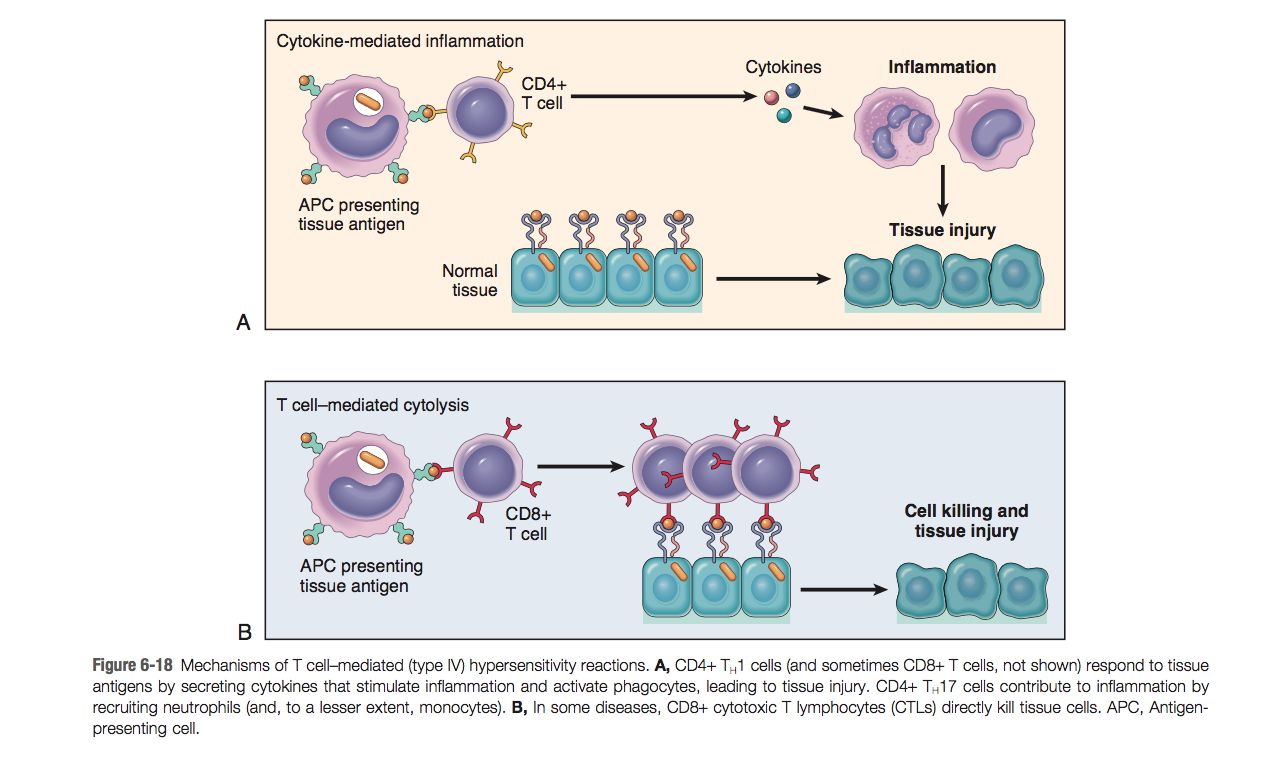 Cytokine-mediated inflammation
CD4+
T cell
Cytokines
Inflammation
APC presenting
tissue antigen
Normal
tissue
Tissue injury
A
T cell–mediated cytolysis
CD8+
T cell
APC presenting
tissue antigen
Cell killing and
tissue injury
B
Figure 6-18 Mechanisms of T cell–mediated (type IV) hypersensitivity reactions. A, CD4+ TH1 cells (and sometimes CD8+ T cells, not shown) respond to tissue
antigens by secreting cytokines that stimulate inflammation and activate phagocytes, leading to tissue injury. CD4+ TH17 cells contribute to inflammation by
recruiting neutrophils (and, to a lesser extent, monocytes). B, In some diseases, CD8+ cytotoxic T lymphocytes (CTLs) directly kill tissue cells. APC, Antigen-
presenting cell.